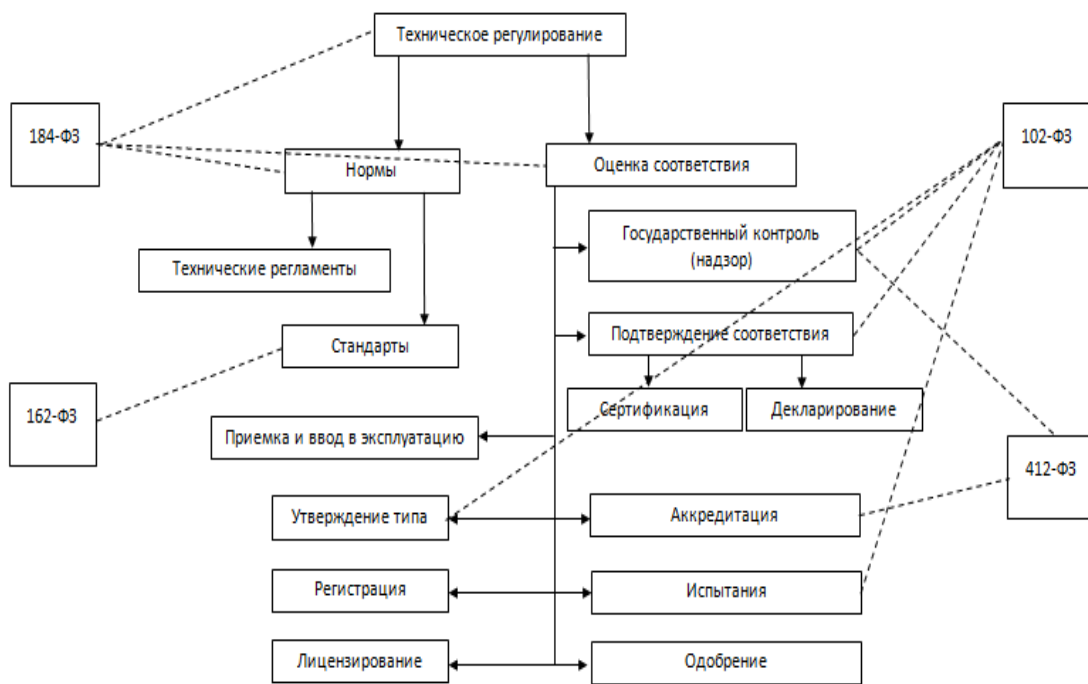 Техническое регулирование
184-ФЗ
102-ФЗ
Нормы
Оценка соответствия
Государственный контроль
(надзор)
Технические регламенты
Подтверждение соответствия
Стандарты
162-ФЗ
Сертификация
Декларирование
Приемка и ввод в эксплуатацию
412-ФЗ
Утверждение типа
Аккредитация
Регистрация
Испытания
Лицензирование
Одобрение